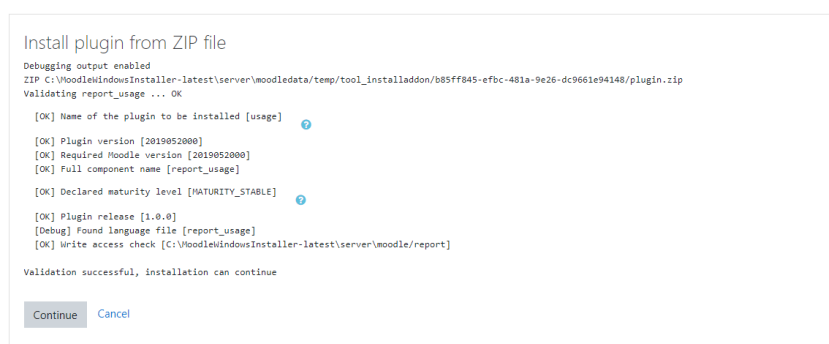 Install plugin from ZIP file
Debugging output enabled
ZIP C:\MoodleWindowsInstaller-latest\server\moodledata/temp/tool_installaddon/b85ff845-efbc-481a-9e26-dc9661e94148/plugin.zip
Validating report_usage ... OK
[OK] Name of the plugin to be installed [usage]
[OK] Plugin version [2019052000]
[OK] Required Moodle version [2019052000]
[OK] Full component name [report_usage]
[OK] Declared maturity level [MATURITY_STABLE]
[OK] Plugin release [1.0.0]
[Debug] Found language file [report_usage]
[OK] Write access check [C:\MoodleWindowsInstaller-latest\server\moodle/report]
Validation successful, installation can continue
Continue Cancel